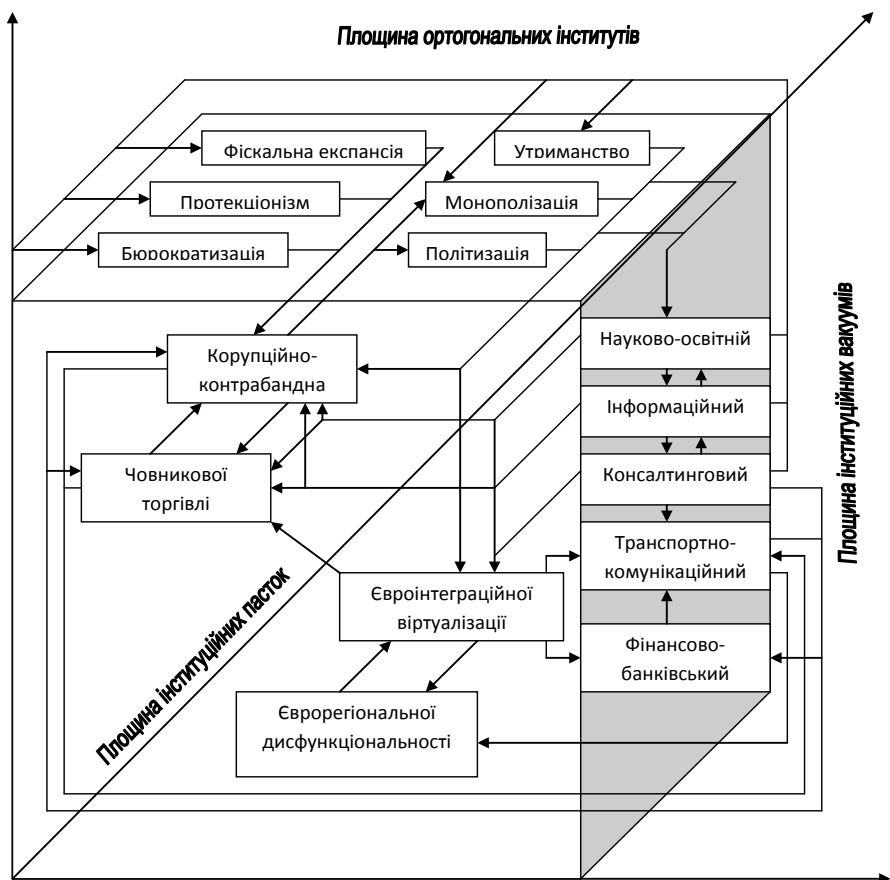 Площина ортогональних інститутів
Фіскальна експансія
Утриманство
Протекціонізм
Монополізація
Бюрократизація
Політизація
Корупційно-
контрабандна
Човникової
торгівлі
Євроінтеграційної
віртуалізації
Єврорегіональної
дисфункціональності
Площина інституційних пасток
Науково-освітній
Інформаційний
Консалтинговий
Транспортно-
комунікаційний
Фінансово-
банківський
Площина інституційних вакуумів